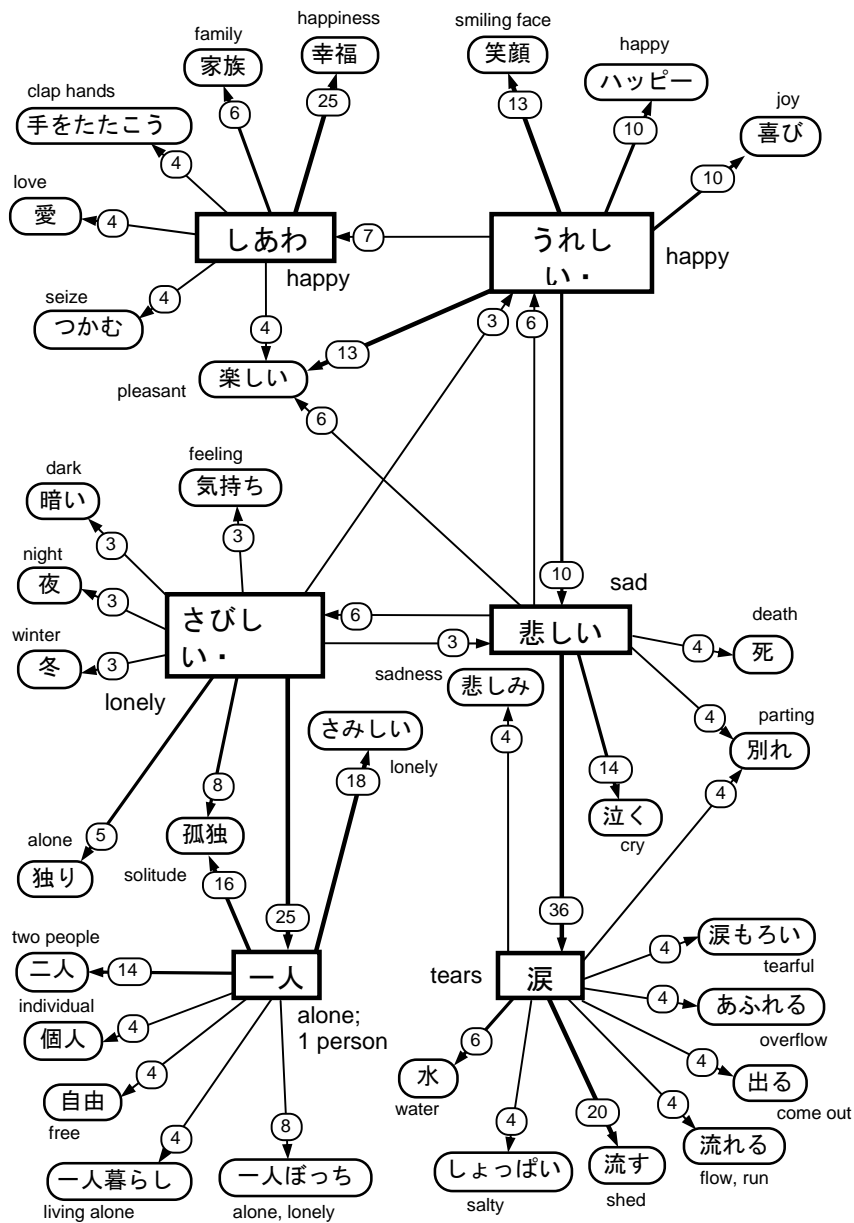 happiness
smiling face
family
happy
幸福
笑顔
家族
ハッピー
clap hands
25
13
joy
手をたたこう
6
10
喜び
love
4
10
愛
4
しあわ
7
うれし
い・
happy
happy
seize
4
つかむ
4
13
3
6
pleasant
楽しい
6
dark
feeling
暗い
気持ち
night
3
3
夜
3
10
sad
winter
さびし
い・
6
悲しい
death
冬
3
3
4
死
lonely
sadness
悲しみ
4
parting
さみしい
4
別れ
18
lonely
14
8
4
alone
5
孤独
泣く
独り
solitude
16
cry
25
36
two people
4
涙もろい
二人
14
一人
tears
涙
tearful
individual
4
あふれる
個人
4
alone;
1 person
overflow
6
4
自由
4
水
4
出る
free
water
come out
4
8
4
20
流れる
一人暮らし
一人ぼっち
しょっぱい
流す
flow, run
living alone
alone, lonely
salty
shed